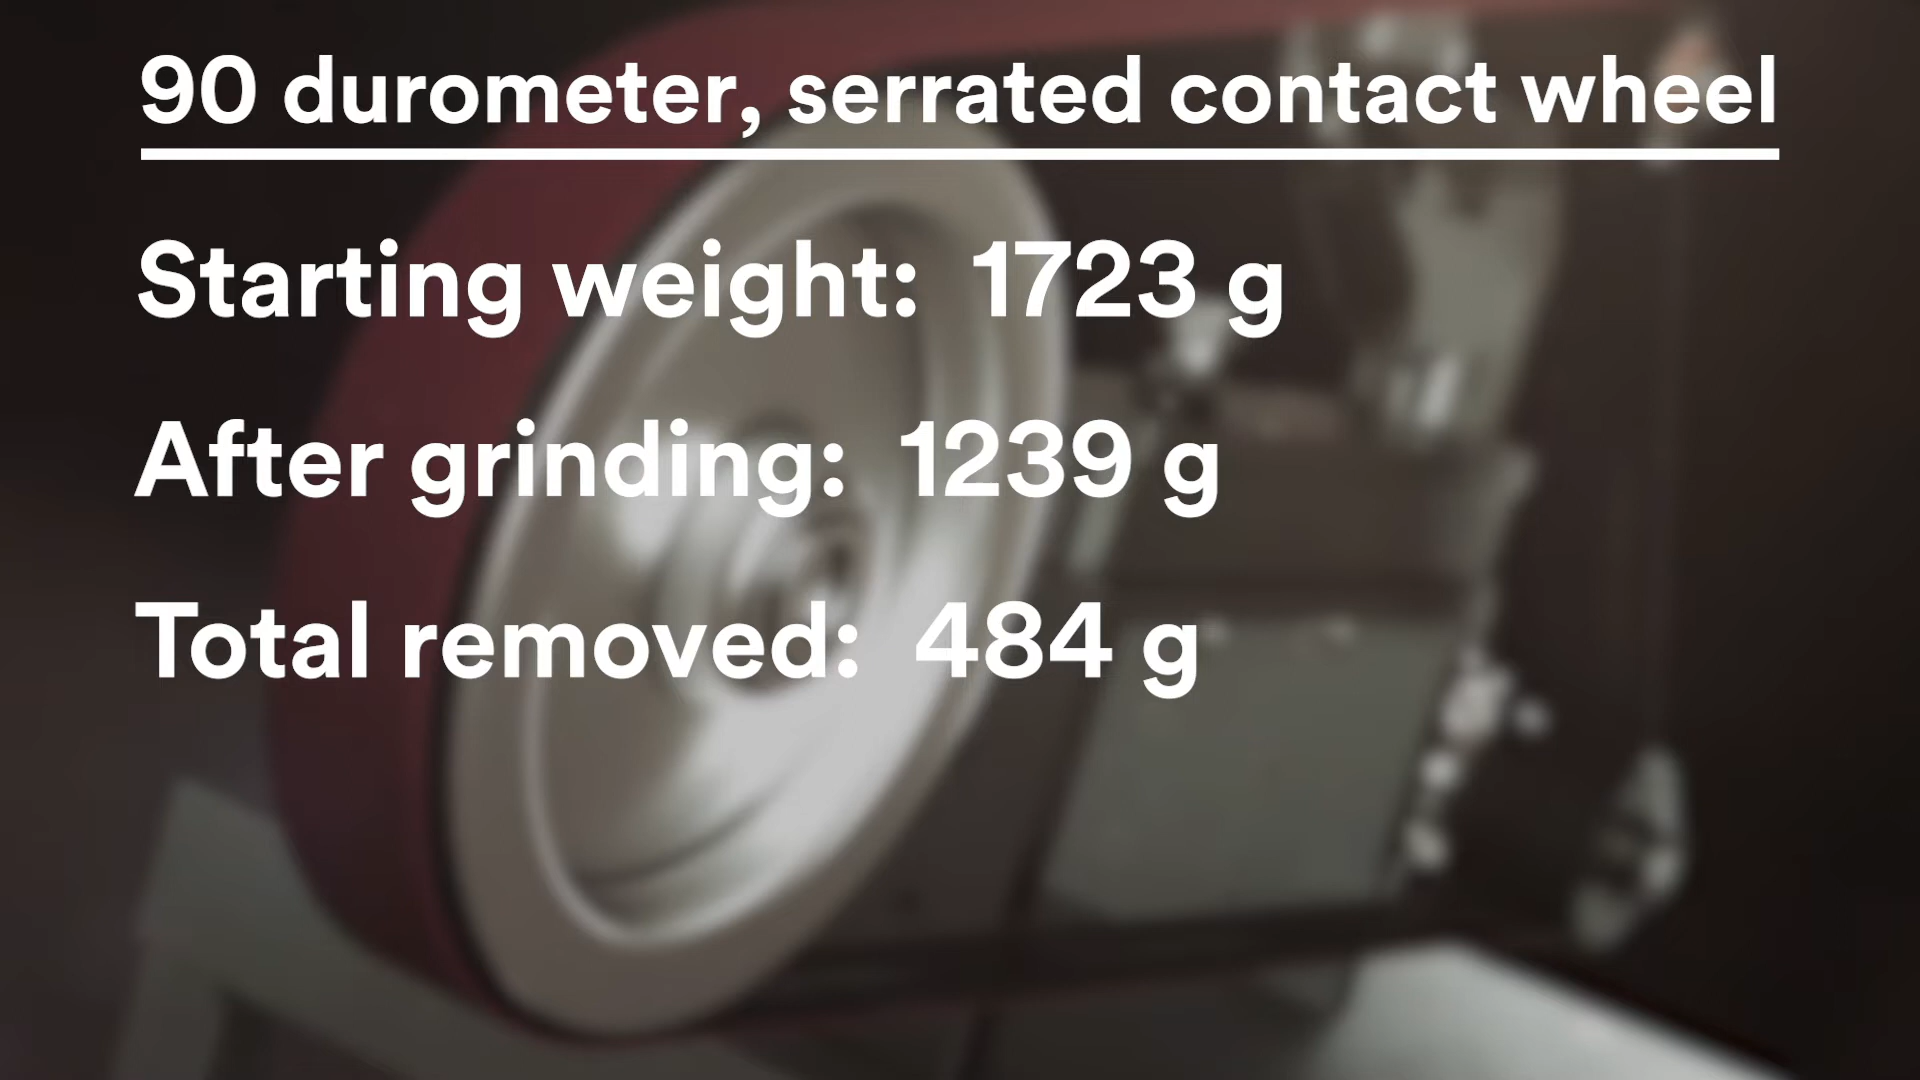 90 durometer, serrated contact wheel
Starting weight: 1723 g
After grinding: 1239 g
Total removed: 484 g